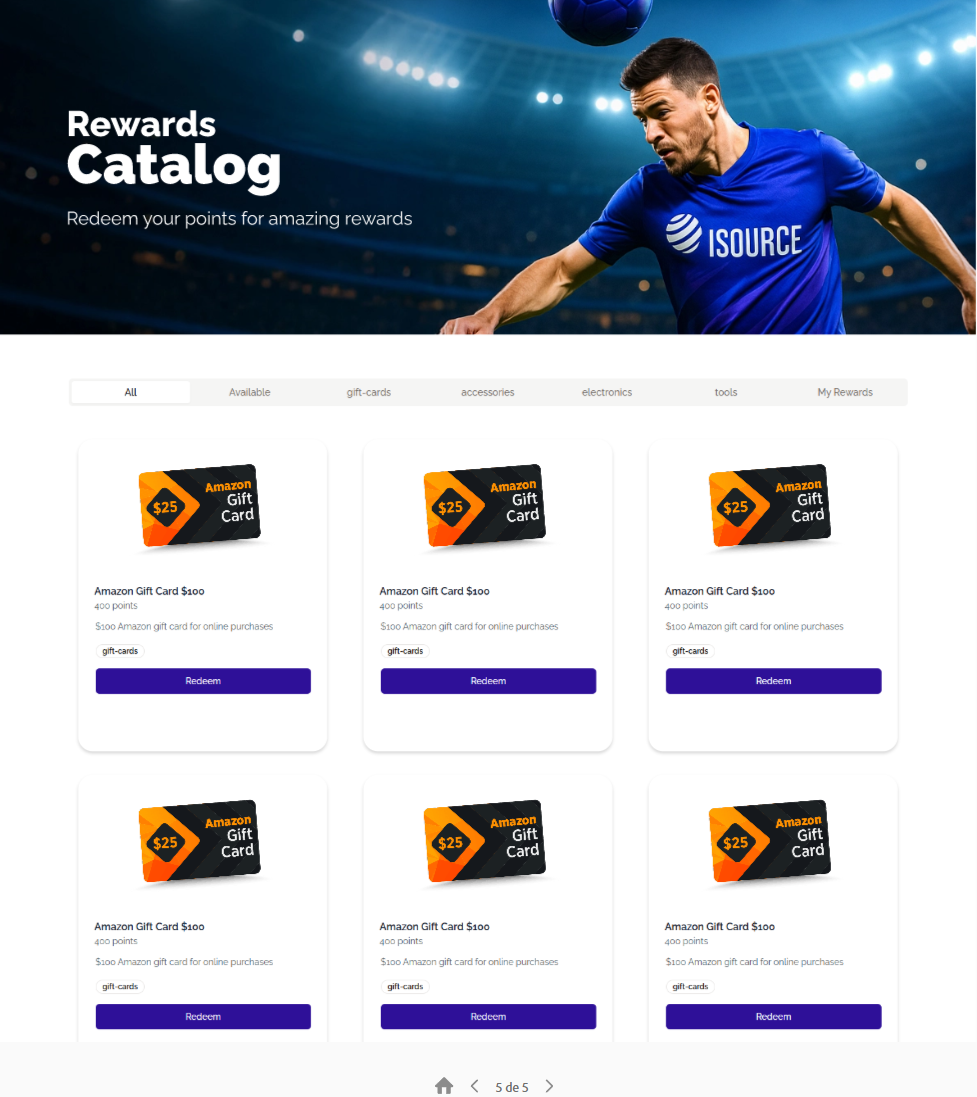 Rewards
Catalog
Redeem your points for amazing rewards
ISOURCE
All Available gift-cards accessories electronics tools My Rewards
$25 Amazon Gift Card
$25 Amazon Gift Card
$25 Amazon Gift Card
Amazon Gift Card $100
400 points
$100 Amazon gift card for online purchases
gift-cards
Redeem
Amazon Gift Card $100
400 points
$100 Amazon gift card for online purchases
gift-cards
Redeem
Amazon Gift Card $100
400 points
$100 Amazon gift card for online purchases
gift-cards
Redeem
$25 Amazon Gift Card
$25 Amazon Gift Card
$25 Amazon Gift Card
Amazon Gift Card $100
400 points
$100 Amazon gift card for online purchases
gift-cards
Redeem
Amazon Gift Card $100
400 points
$100 Amazon gift card for online purchases
gift-cards
Redeem
Amazon Gift Card $100
400 points
$100 Amazon gift card for online purchases
gift-cards
Redeem
5 de 5